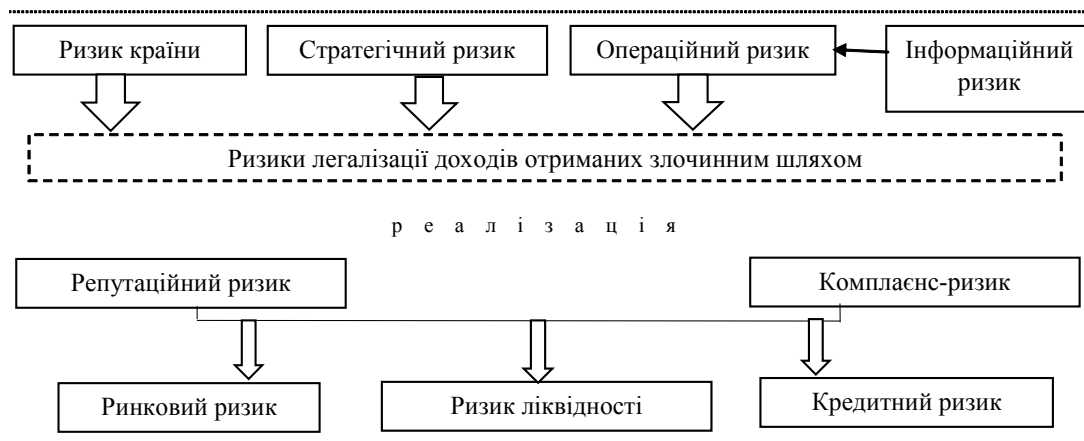 Ризик країни
Стратегічний ризик
Операційний ризик
Інформаційний
ризик
Ризики легалізації доходів отриманих злочинним шляхом
р е а л і з а ц і я
Репутаційний ризик
Комплаєнс-ризик
Ринковий ризик
Ризик ліквідності
Кредитний ризик